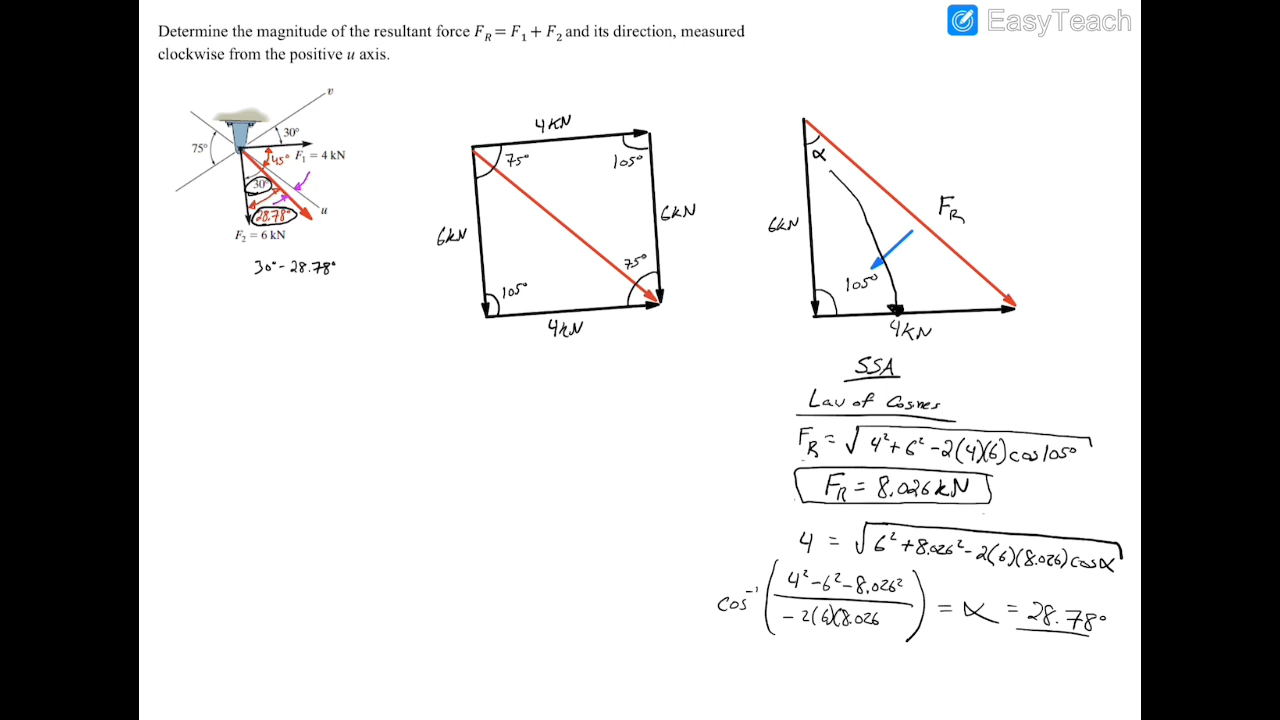 EasyTeach
Determine the magnitude of the resultant force F_R = F_1 + F_2 and its direction, measured
clockwise from the positive u axis.
v
30°
75°
45° F_1 = 4 kN
30°
u
28.78°
F_2 = 6 kN
30° - 28.78°
4KN
75°
105°
6KN
6KN
75°
105°
4KN
α
F_R
6KN
105°
4KN
SSA
Law of Cosines
F_R = √4² + 6² - 2(4)(6)cos105°
F_R = 8.026kN
4 = √6² + 8.026² - 2(6)(8.026)cosα
cos⁻¹ (4² - 6² - 8.026² / -2(6)(8.026) = α = 28.78°